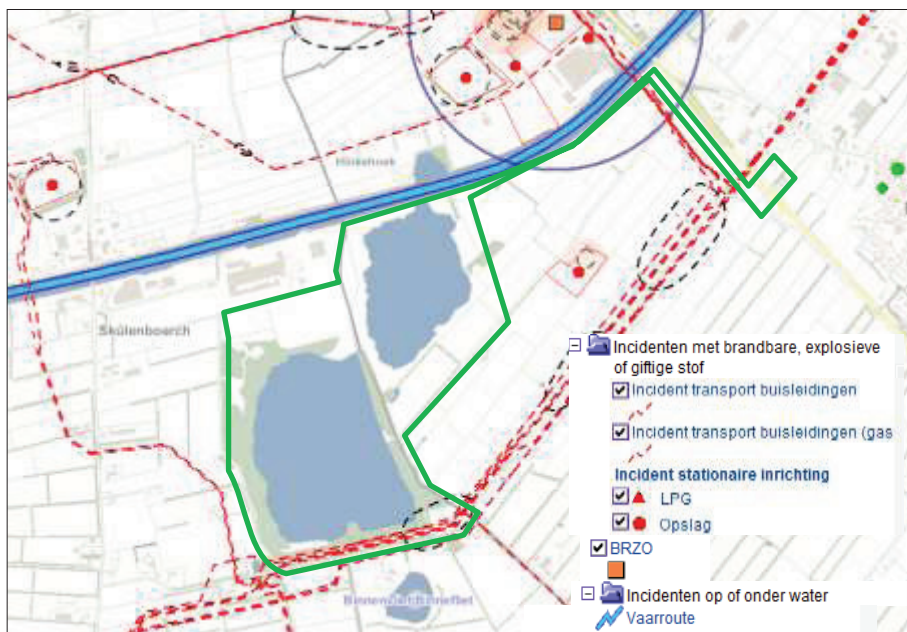 Hoekehoek
Skûlenboarch
Incidenten met brandbare, explosieve
of giftige stof
Incident transport buisleidingen
Incident transport buisleidingen (gas
Incident stationaire inrichting
LPG
Opslag
BRZO
Incidenten op of onder water
Vaarroute